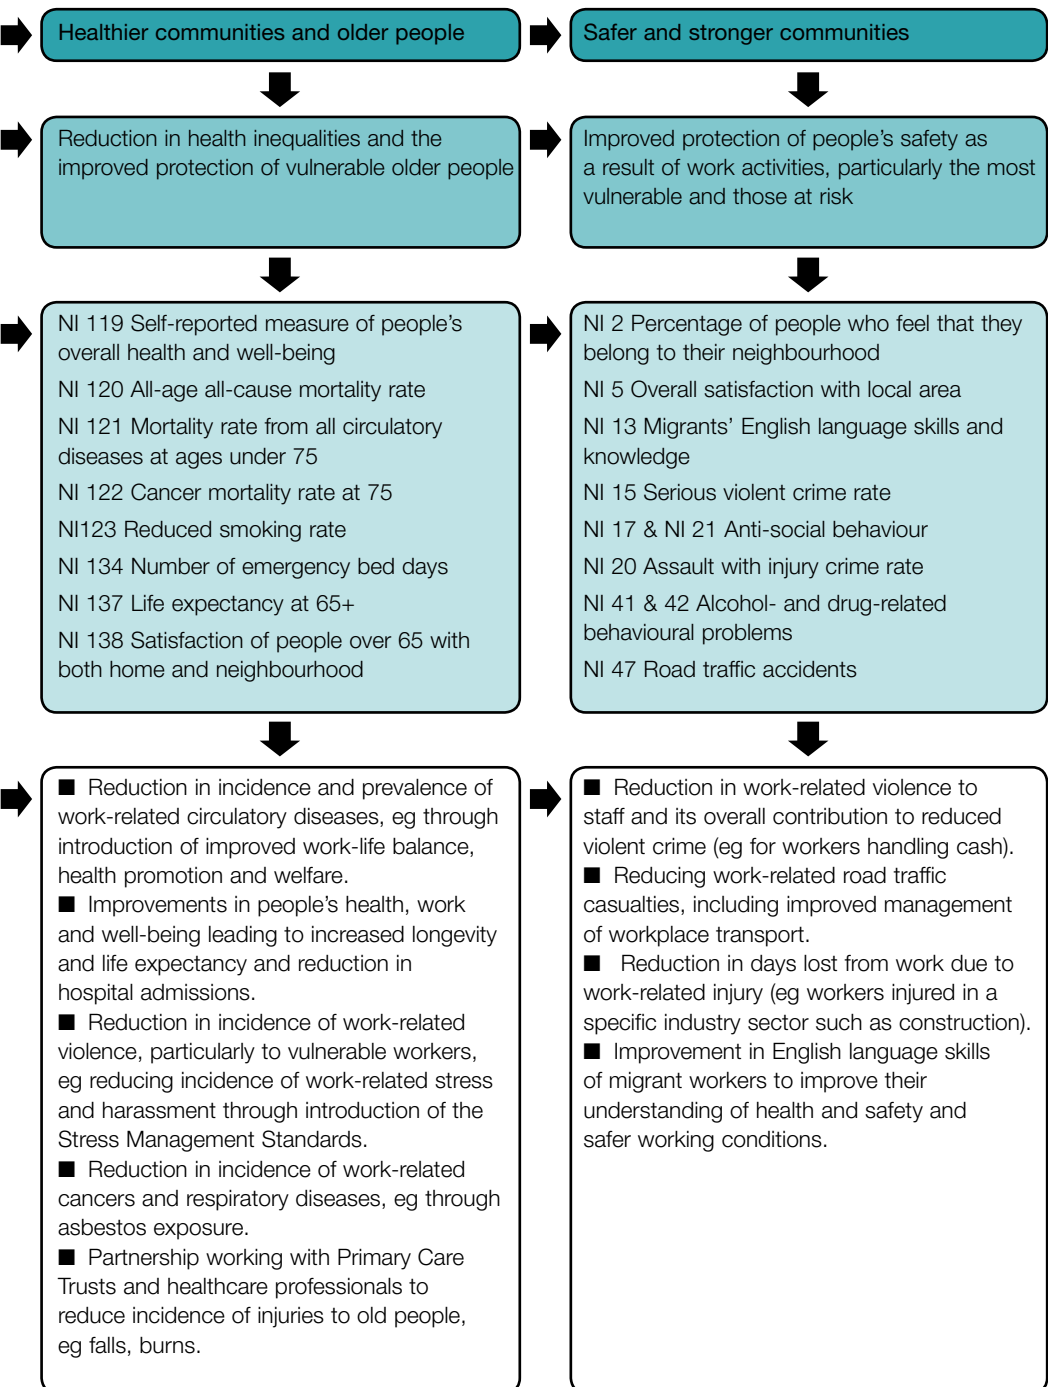 Healthier communities and older people
Safer and stronger communities
Reduction in health inequalities and the
improved protection of vulnerable older people
Improved protection of people’s safety as
a result of work activities, particularly the most
vulnerable and those at risk
NI 119 Self-reported measure of people’s
overall health and well-being
NI 120 All-age all-cause mortality rate
NI 121 Mortality rate from all circulatory
diseases at ages under 75
NI 122 Cancer mortality rate at 75
NI123 Reduced smoking rate
NI 134 Number of emergency bed days
NI 137 Life expectancy at 65+
NI 138 Satisfaction of people over 65 with
both home and neighbourhood
NI 2 Percentage of people who feel that they
belong to their neighbourhood
NI 5 Overall satisfaction with local area
NI 13 Migrants’ English language skills and
knowledge
NI 15 Serious violent crime rate
NI 17 & NI 21 Anti-social behaviour
NI 20 Assault with injury crime rate
NI 41 & 42 Alcohol- and drug-related
behavioural problems
NI 47 Road traffic accidents
■ Reduction in incidence and prevalence of
work-related circulatory diseases, eg through
introduction of improved work-life balance,
health promotion and welfare.
■ Improvements in people’s health, work
and well-being leading to increased longevity
and life expectancy and reduction in
hospital admissions.
■ Reduction in incidence of work-related
violence, particularly to vulnerable workers,
eg reducing incidence of work-related stress
and harassment through introduction of the
Stress Management Standards.
■ Reduction in incidence of work-related
cancers and respiratory diseases, eg through
asbestos exposure.
■ Partnership working with Primary Care
Trusts and healthcare professionals to
reduce incidence of injuries to old people,
eg falls, burns.
■ Reduction in work-related violence to
staff and its overall contribution to reduced
violent crime (eg for workers handling cash).
■ Reducing work-related road traffic
casualties, including improved management
of workplace transport.
■ Reduction in days lost from work due to
work-related injury (eg workers injured in a
specific industry sector such as construction).
■ Improvement in English language skills
of migrant workers to improve their
understanding of health and safety and
safer working conditions.